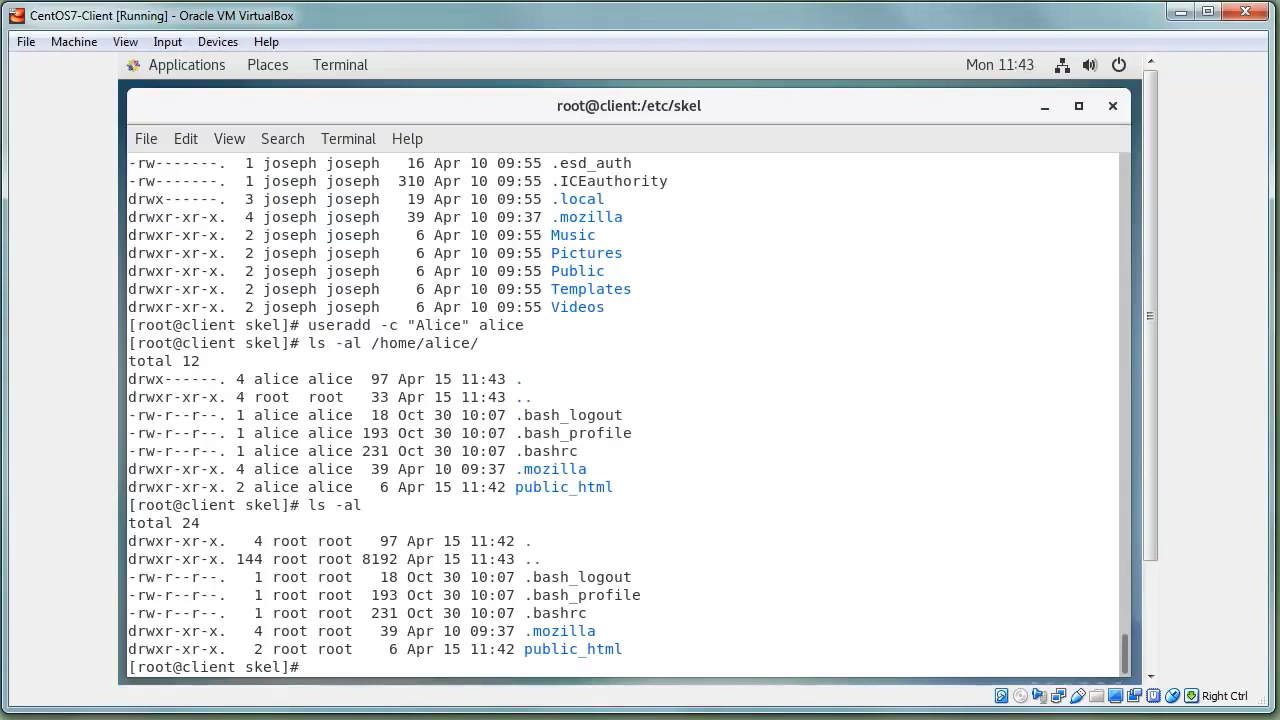 CentOS7-Client [Running] - Oracle VM VirtualBox
File Machine View Input Devices Help
Applications Places Terminal Mon 11:43
root@client:/etc/skel
File Edit View Search Terminal Help
-rw-------. 1 joseph joseph 16 Apr 10 09:55 .esd_auth
-rw-------. 1 joseph joseph 310 Apr 10 09:55 .ICEauthority
drwx------. 3 joseph joseph 19 Apr 10 09:55 .local
drwxr-xr-x. 4 joseph joseph 39 Apr 10 09:37 .mozilla
drwxr-xr-x. 2 joseph joseph 6 Apr 10 09:55 Music
drwxr-xr-x. 2 joseph joseph 6 Apr 10 09:55 Pictures
drwxr-xr-x. 2 joseph joseph 6 Apr 10 09:55 Public
drwxr-xr-x. 2 joseph joseph 6 Apr 10 09:55 Templates
drwxr-xr-x. 2 joseph joseph 6 Apr 10 09:55 Videos
[root@client skel]# useradd -c "Alice" alice
[root@client skel]# ls -al /home/alice/
total 12
drwx------. 4 alice alice 97 Apr 15 11:43 .
drwxr-xr-x. 4 root root 33 Apr 15 11:43 ..
-rw-r--r--. 1 alice alice 18 Oct 30 10:07 .bash_logout
-rw-r--r--. 1 alice alice 193 Oct 30 10:07 .bash_profile
-rw-r--r--. 1 alice alice 231 Oct 30 10:07 .bashrc
drwxr-xr-x. 4 alice alice 39 Apr 10 09:37 .mozilla
drwxr-xr-x. 2 alice alice 6 Apr 15 11:42 public_html
[root@client skel]# ls -al
total 24
drwxr-xr-x. 4 root root 97 Apr 15 11:42 .
drwxr-xr-x. 144 root root 8192 Apr 15 11:43 ..
-rw-r--r--. 1 root root 18 Oct 30 10:07 .bash_logout
-rw-r--r--. 1 root root 193 Oct 30 10:07 .bash_profile
-rw-r--r--. 1 root root 231 Oct 30 10:07 .bashrc
drwxr-xr-x. 4 root root 39 Apr 10 09:37 .mozilla
drwxr-xr-x. 2 root root 6 Apr 15 11:42 public_html
[root@client skel]#
Right Ctrl